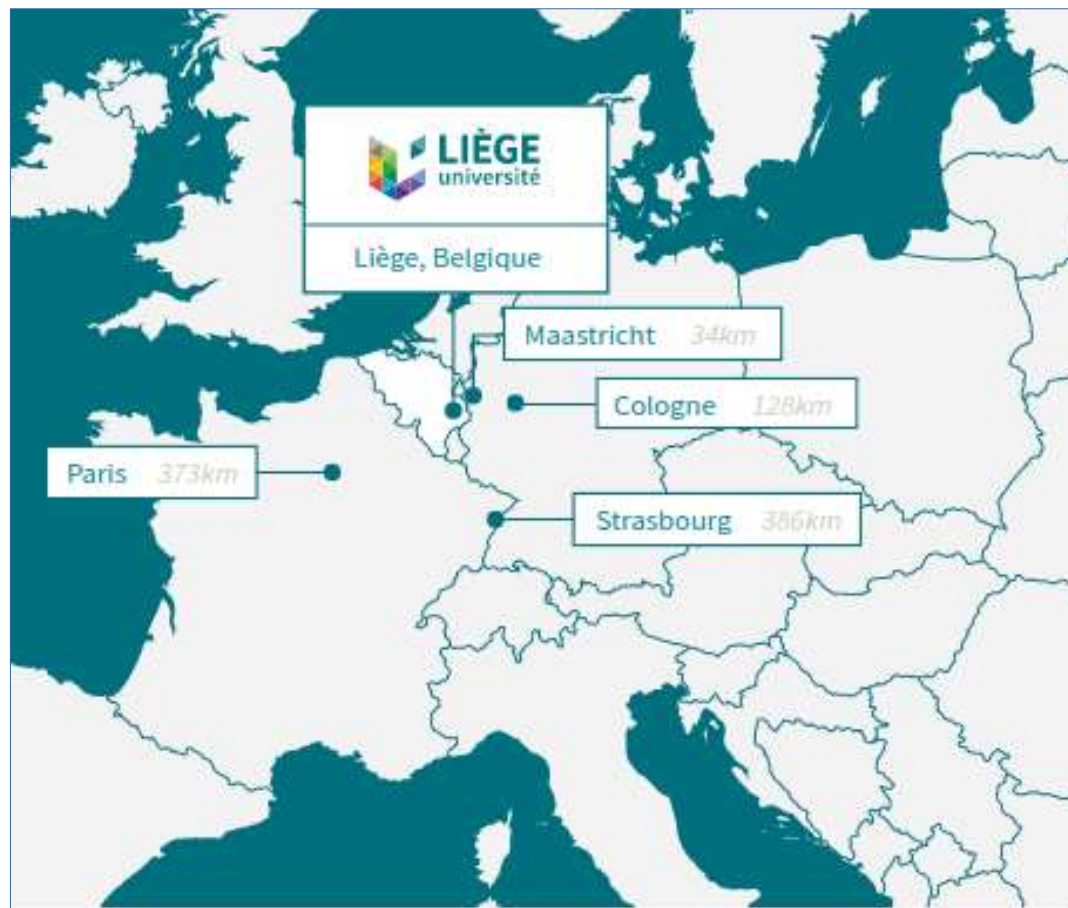 LIÈGE
université
Liège, Belgique
Maastricht 34km
Cologne 128km
Paris 373km
Strasbourg 386km